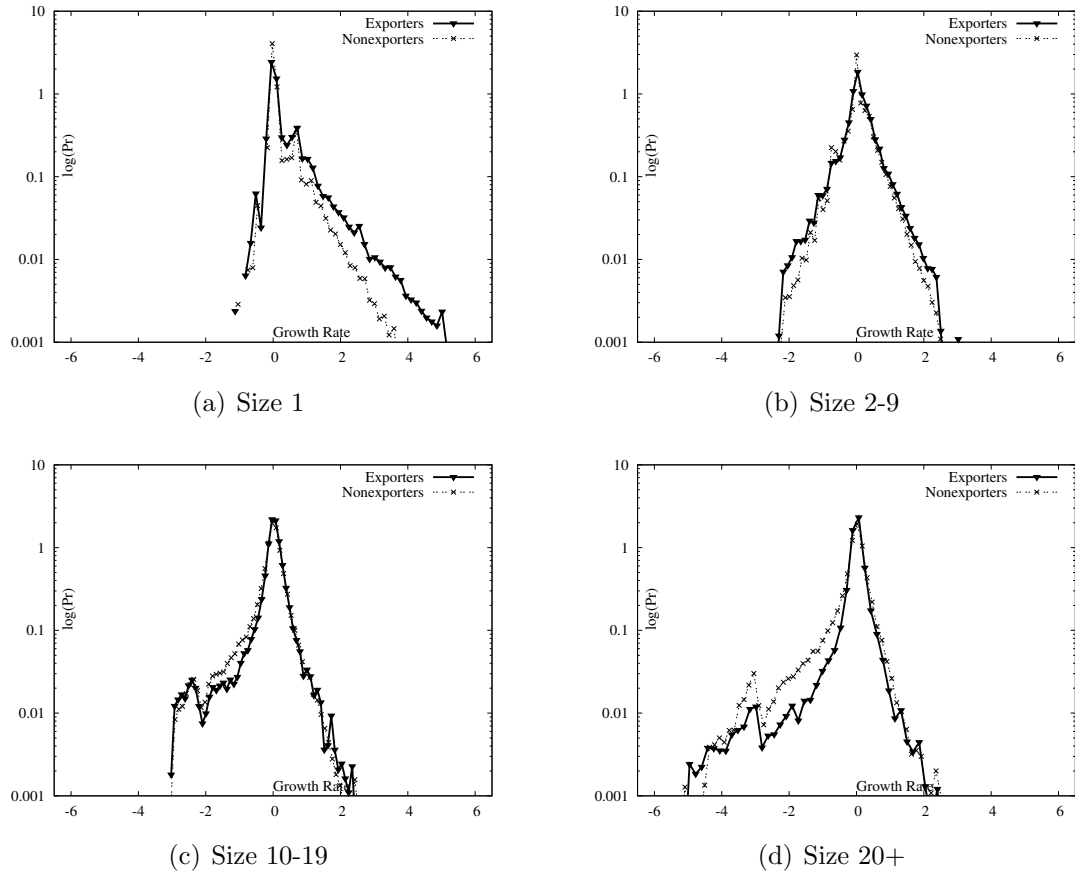 10
1
0.1
0.01
0.001
log(Pr)
Exporters
Nonexporters
Growth Rate
-6 -4 -2 0 2 4 6
(a) Size 1
10
1
0.1
0.01
0.001
log(Pr)
Exporters
Nonexporters
Growth Rate
-6 -4 -2 0 2 4 6
(b) Size 2-9
10
1
0.1
0.01
0.001
log(Pr)
Exporters
Nonexporters
Growth Rate
-6 -4 -2 0 2 4 6
(c) Size 10-19
10
1
0.1
0.01
0.001
log(Pr)
Exporters
Nonexporters
Growth Rate
-6 -4 -2 0 2 4 6
(d) Size 20+